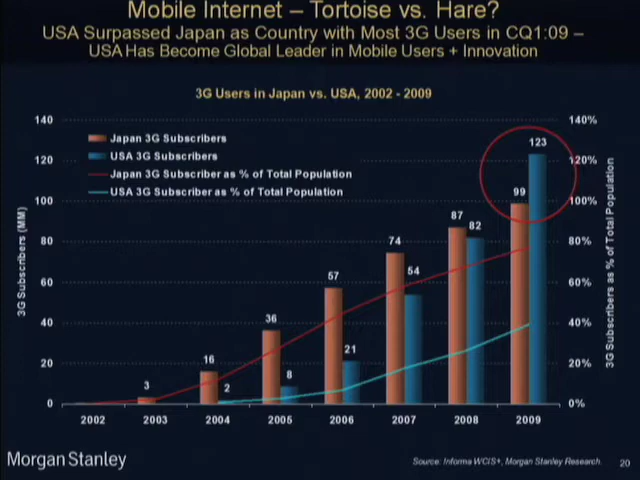 Mobile Internet – Tortoise vs. Hare?
USA Surpassed Japan as Country with Most 3G Users in CQ1:09 –
USA Has Become Global Leader in Mobile Users + Innovation
3G Users in Japan vs. USA, 2002 - 2009
140
120
100
80
60
40
20
0
3G Subscribers (MM)
Japan 3G Subscribers
USA 3G Subscribers
Japan 3G Subscriber as % of Total Population
USA 3G Subscriber as % of Total Population
3
16
2
36
8
57
21
74
54
87
82
99
123
140%
120%
100%
80%
60%
40%
20%
0%
3G Subscribers as % of Total Population
2002 2003 2004 2005 2006 2007 2008 2009
Morgan Stanley
Source: Informa WCIS+, Morgan Stanley Research.
20